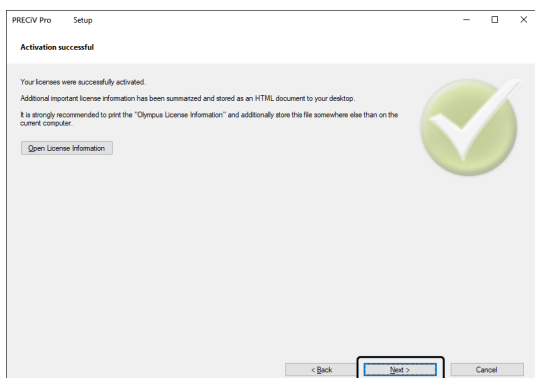 PRECiV Pro Setup
Activation successful
Your licenses were successfully activated.
Additional important license information has been summarized and stored as an HTML document to your desktop.
It is strongly recommended to print the "Olympus License Information" and additionally store this file somewhere else than on the
current computer.
Open License Information
< Back Next > Cancel